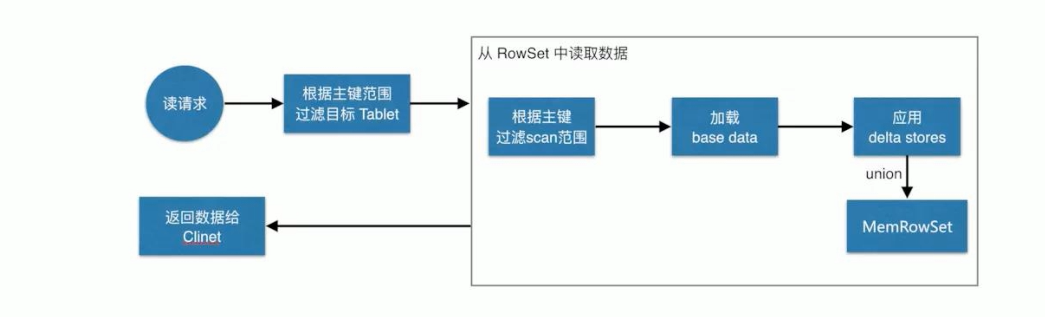 从 RowSet 中读取数据
读请求
根据主键范围
过滤目标 Tablet
根据主键
过滤scan范围
加载
base data
应用
delta stores
union
MemRowSet
返回数据给
Clinet